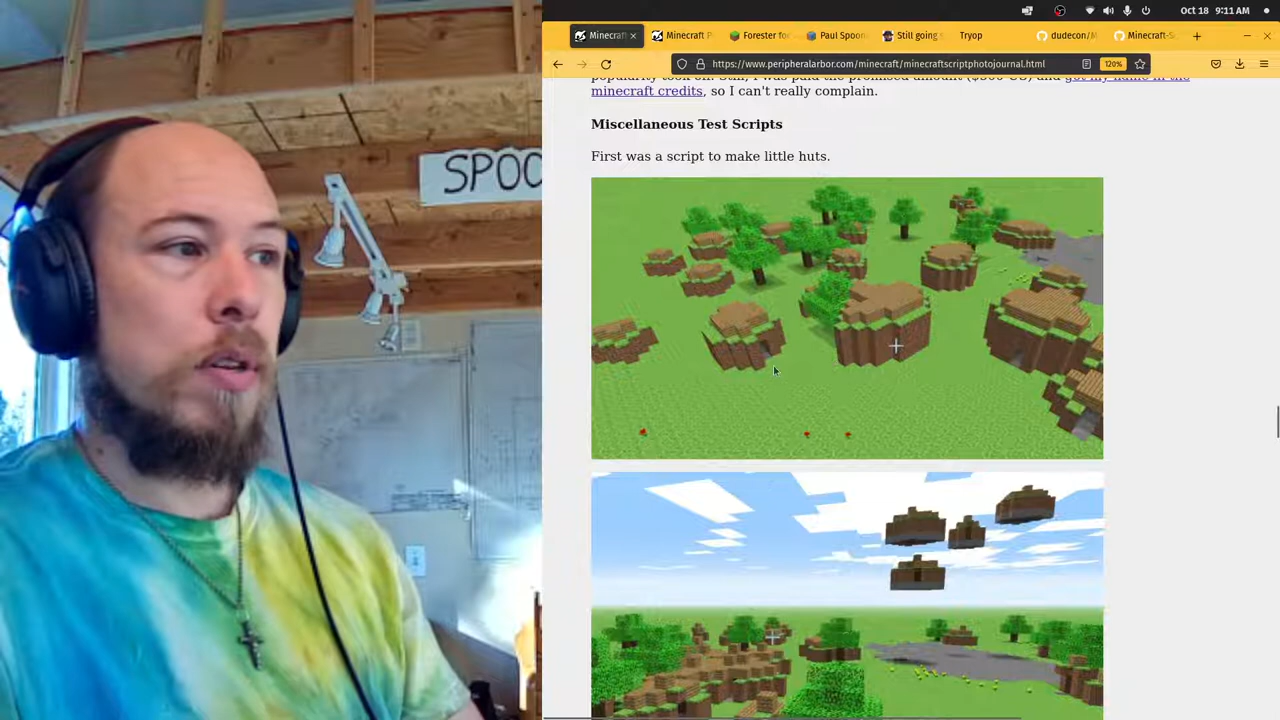 Oct 18 9:11 AM
Minecraft
Minecraft P
Forester for
Paul Spoon
Still going s
Tryop
dudecon/M
Minecraft-S
https://www.peripheralarbor.com/minecraft/minecraftscriptphotojournal.html
120%
minecraft credits, so I can't really complain.
Miscellaneous Test Scripts
First was a script to make little huts.
SPOO